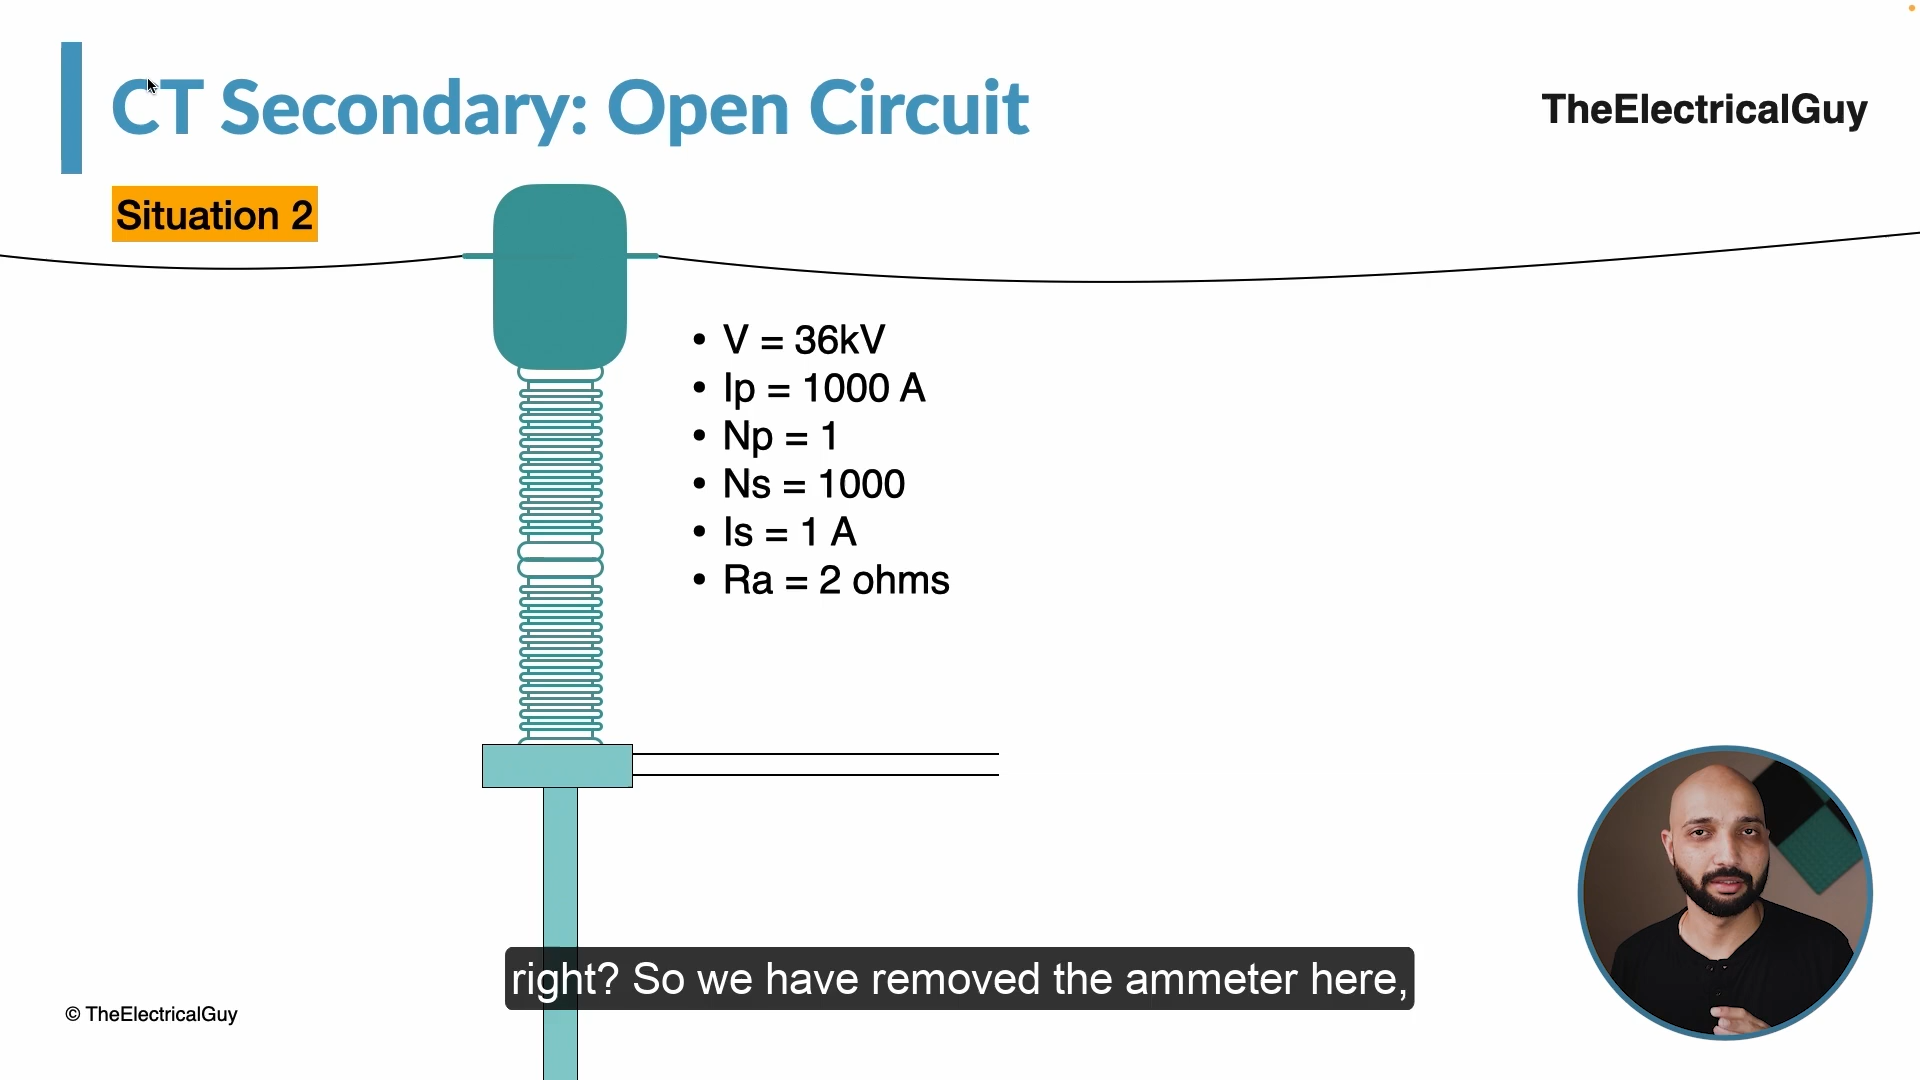 CT Secondary: Open Circuit
TheElectricalGuy
Situation 2
• V = 36kV
• Ip = 1000 A
• Np = 1
• Ns = 1000
• Is = 1 A
• Ra = 2 ohms
right? So we have removed the ammeter here,
© TheElectricalGuy